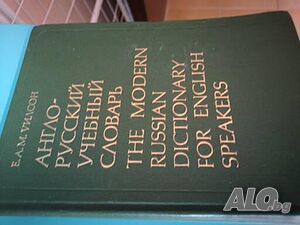 Е.А.М. УИЛСОН
АНГЛО-
РУССКИЙ
УЧЕБНЫЙ
СЛОВАРЬ
THE MODERN
RUSSIAN
DICTIONARY
FOR ENGLISH
SPEAKERS
ALO.bg